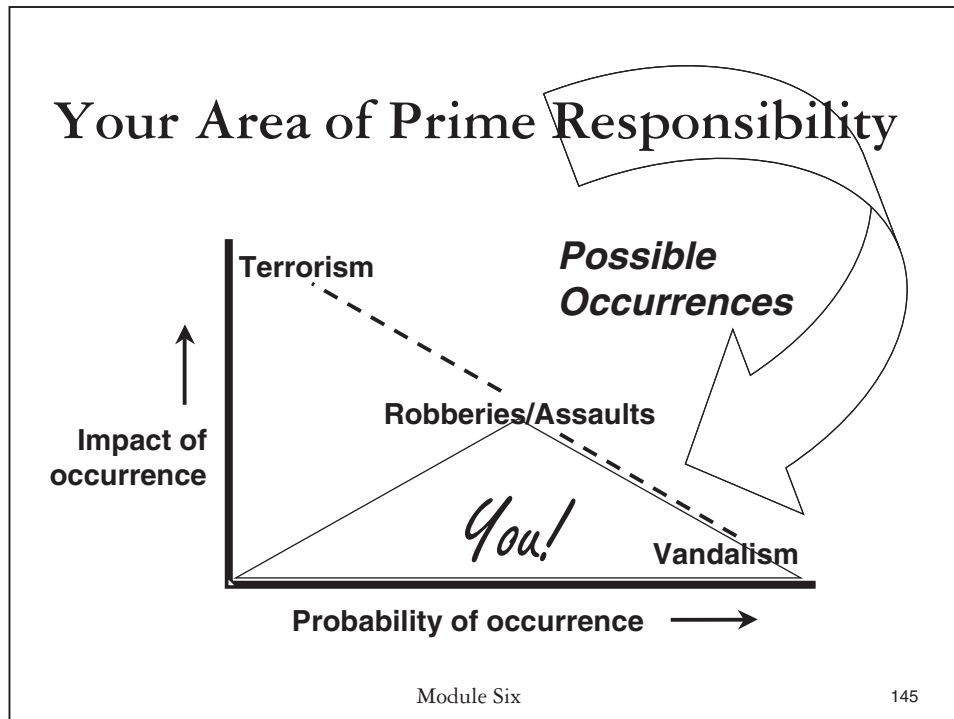 Your Area of Prime Responsibility
Possible
Occurrences
Terrorism
Robberies/Assaults
Impact of
occurrence
You!
Vandalism
Probability of occurrence
Module Six
145